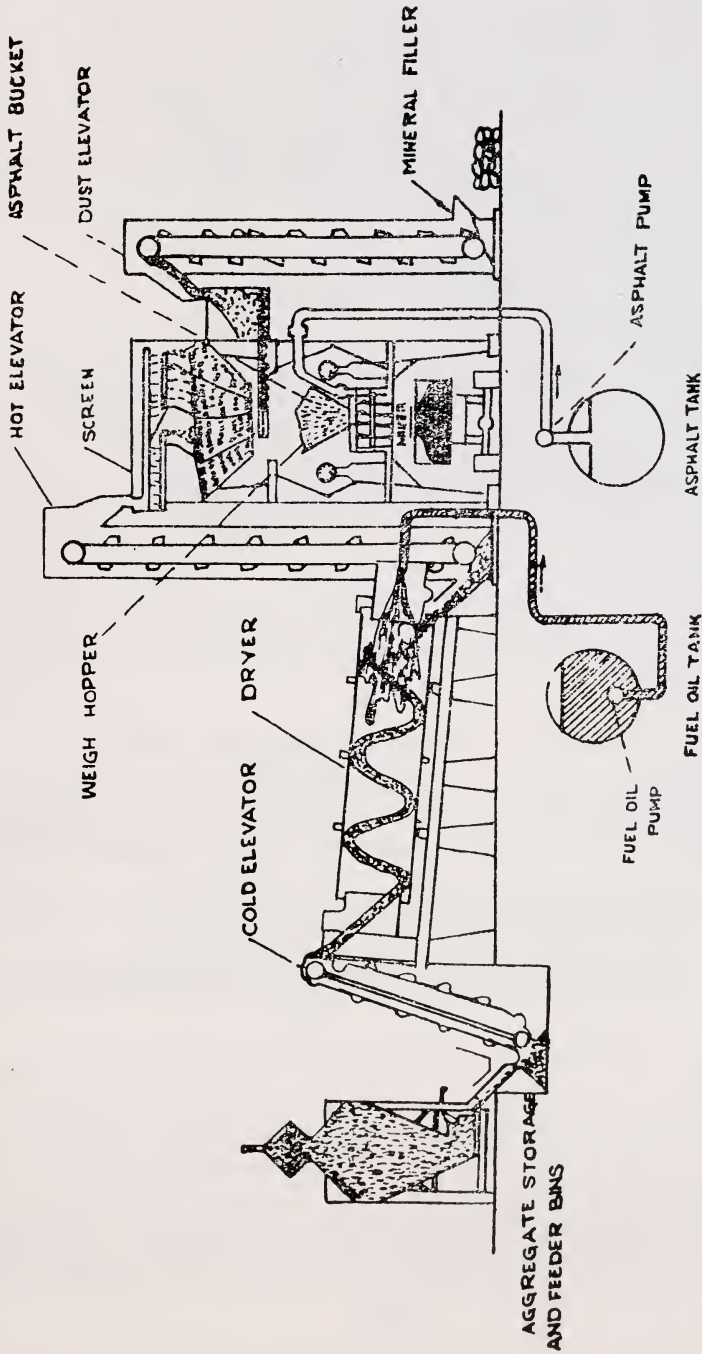 ASPHALT BUCKET
DUST ELEVATOR
HOT ELEVATOR
SCREEN
MINERAL FILLER
WEIGH HOPPER
DRYER
COLD ELEVATOR
MIXER
ASPHALT PUMP
ASPHALT TANK
FUEL OIL TANK
FUEL OIL
PUMP
AGGREGATE STORAGE
AND FEEDER BINS